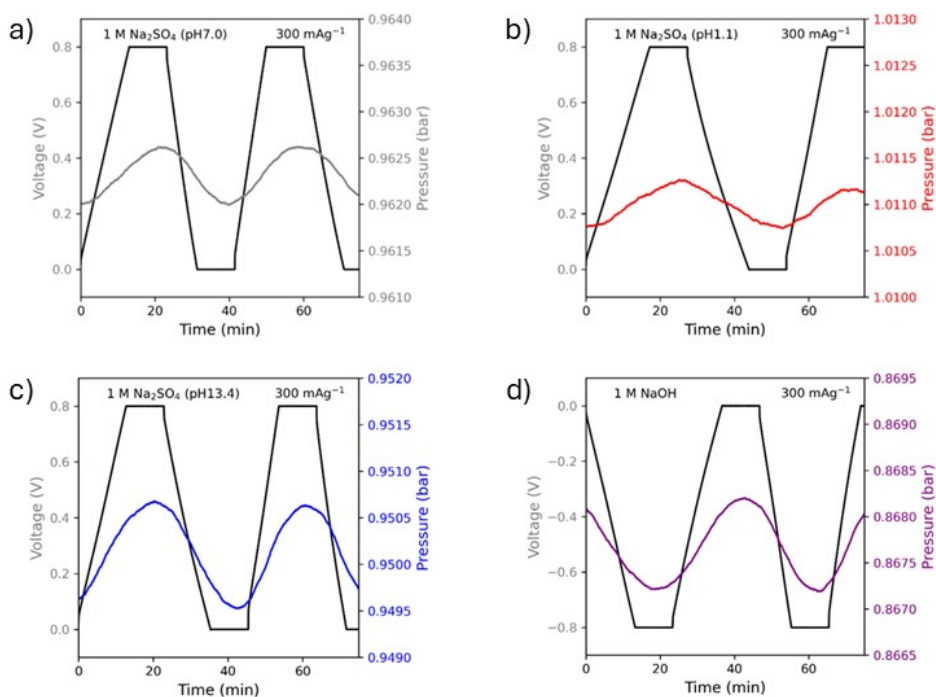 a)
1 M Na₂SO₄ (pH7.0) 300 mAg⁻¹
0.8
0.6
0.4
0.2
0.0
Voltage (V)
0.9640
0.9635
0.9630
0.9625
0.9620
0.9615
0.9610
Pressure (bar)
0 20 40 60
Time (min)
b)
1 M Na₂SO₄ (pH1.1) 300 mAg⁻¹
0.8
0.6
0.4
0.2
0.0
Voltage (V)
1.0130
1.0125
1.0120
1.0115
1.0110
1.0105
1.0100
Pressure (bar)
0 20 40 60
Time (min)
c)
1 M Na₂SO₄ (pH13.4) 300 mAg⁻¹
0.8
0.6
0.4
0.2
0.0
Voltage (V)
0.9520
0.9515
0.9510
0.9505
0.9500
0.9495
0.9490
Pressure (bar)
0 20 40 60
Time (min)
d)
1 M NaOH 300 mAg⁻¹
0.0
−0.2
−0.4
−0.6
−0.8
Voltage (V)
0.8695
0.8690
0.8685
0.8680
0.8675
0.8670
0.8665
Pressure (bar)
0 20 40 60
Time (min)